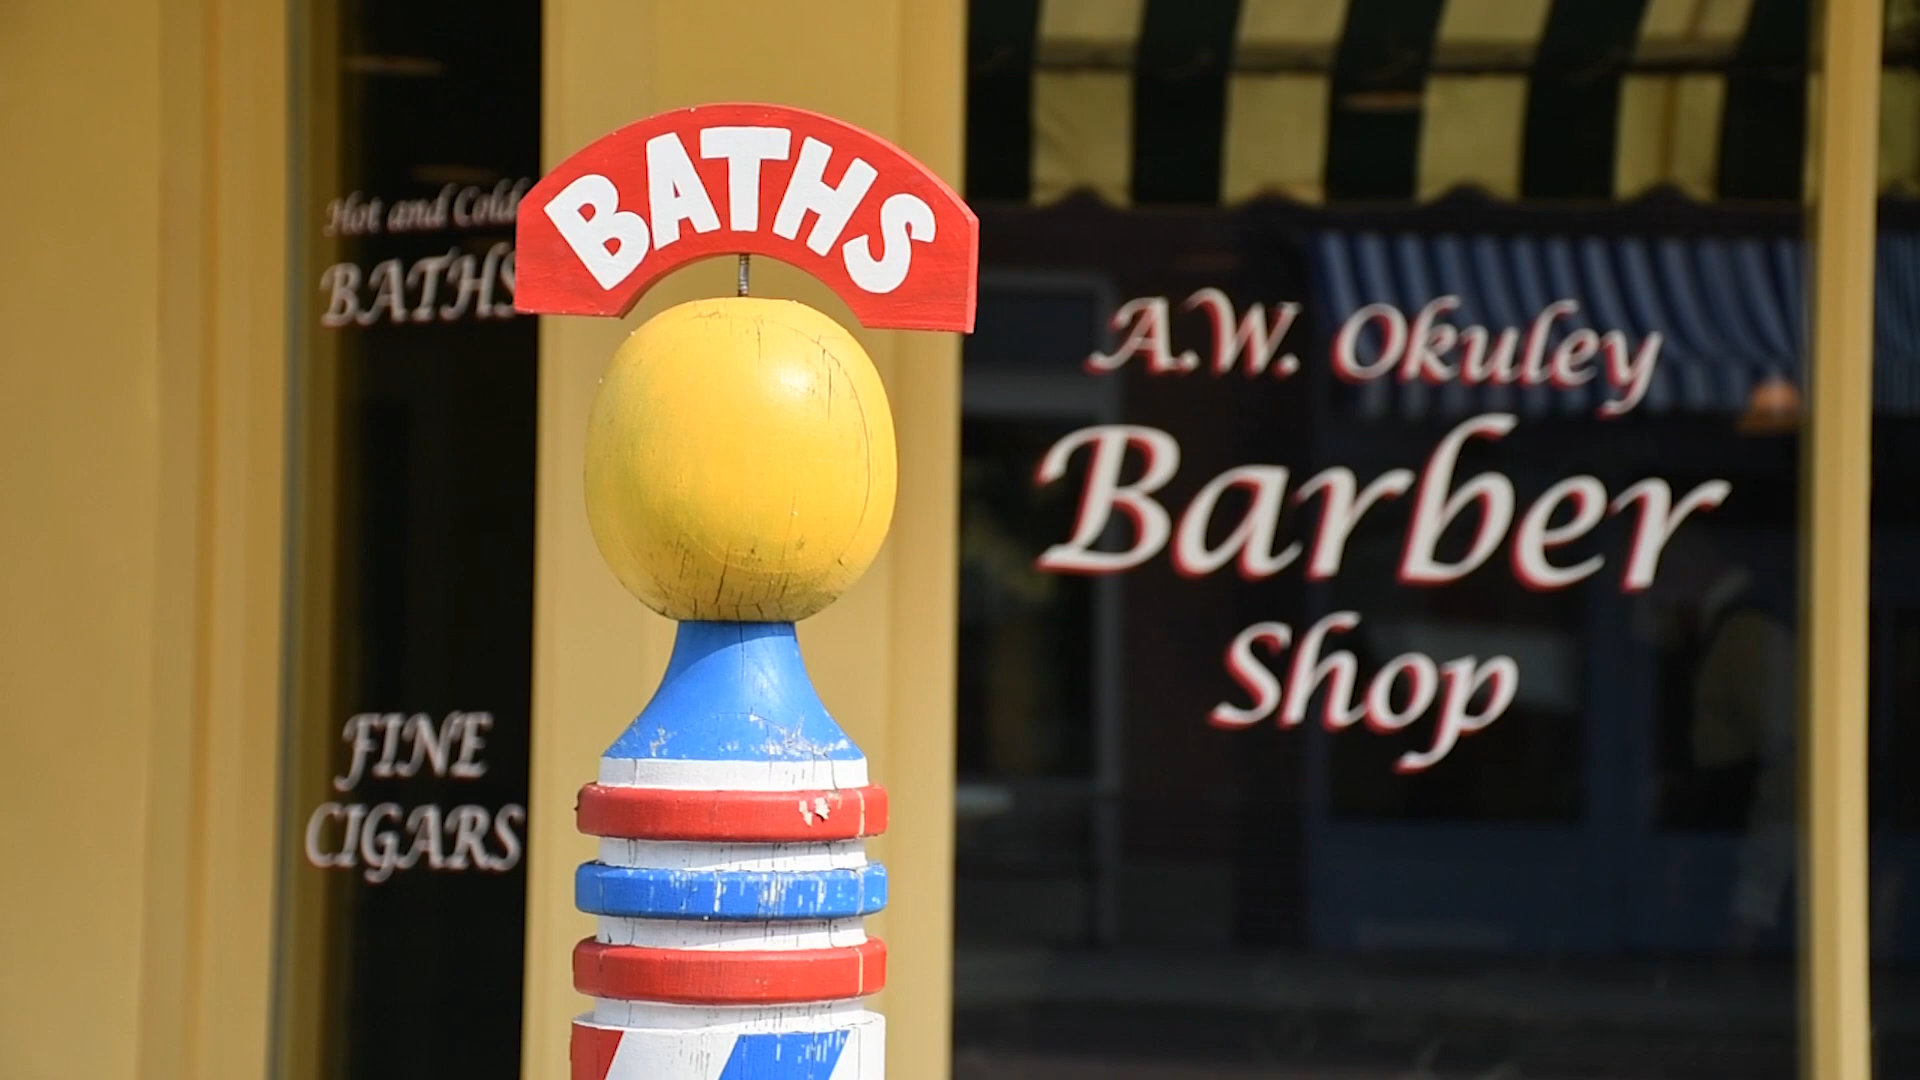 BATHS
Hot and Cold
BATHS
FINE
CIGARS
A.W. Okuley
Barber
Shop